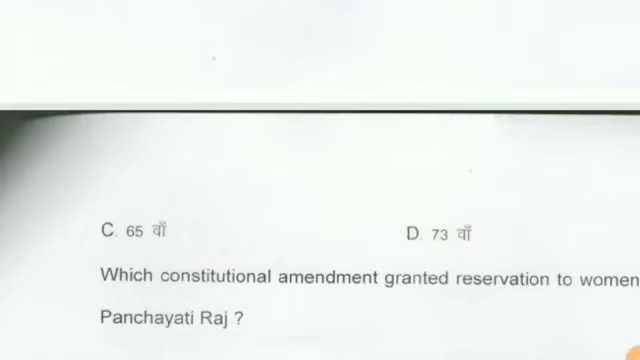 C. 65 वाँ D. 73 वाँ
Which constitutional amendment granted reservation to women
Panchayati Raj ?